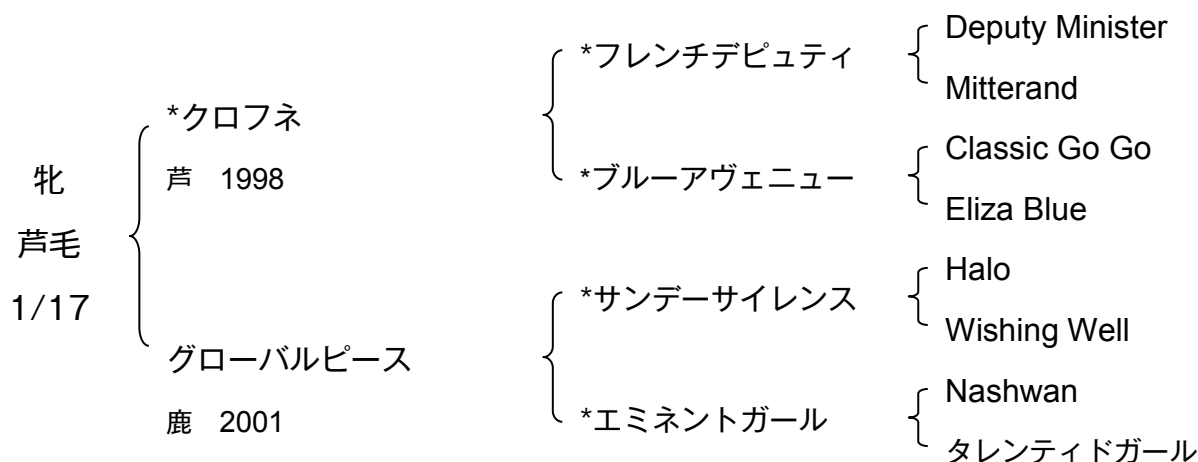 牝
芦毛
1/17
*クロフネ
芦 1998
グローバルピース
鹿 2001
*フレンチデピュティ
*ブルーアヴェニュー
*サンデーサイレンス
*エミネントガール
Deputy Minister
Mitterand
Classic Go Go
Eliza Blue
Halo
Wishing Well
Nashwan
タレンティドガール